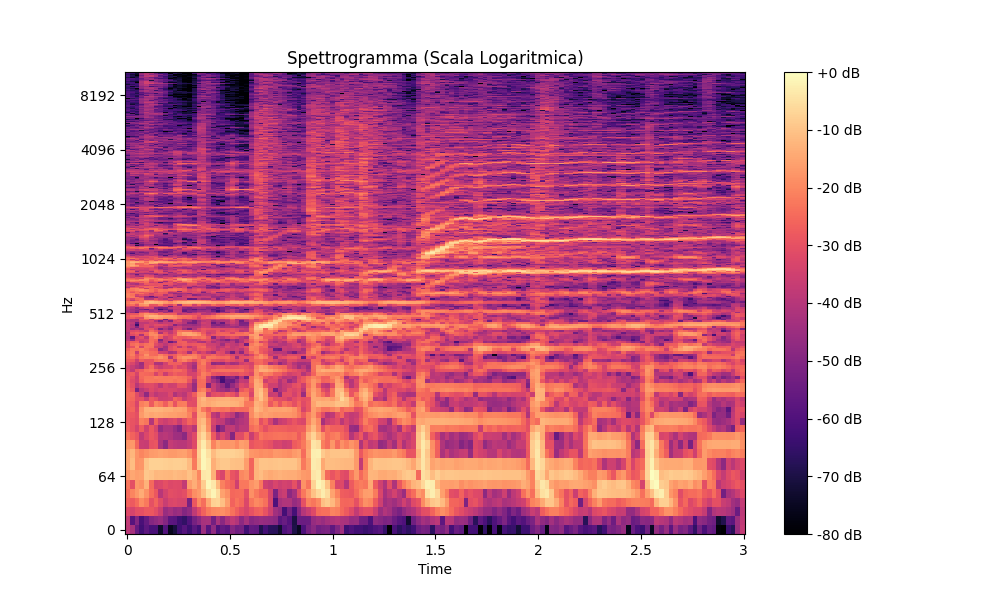 Spettrogramma (Scala Logaritmica)
Hz
8192
4096
2048
1024
512
256
128
64
0
0
0.5
1
1.5
2
2.5
3
Time
+0 dB
-10 dB
-20 dB
-30 dB
-40 dB
-50 dB
-60 dB
-70 dB
-80 dB